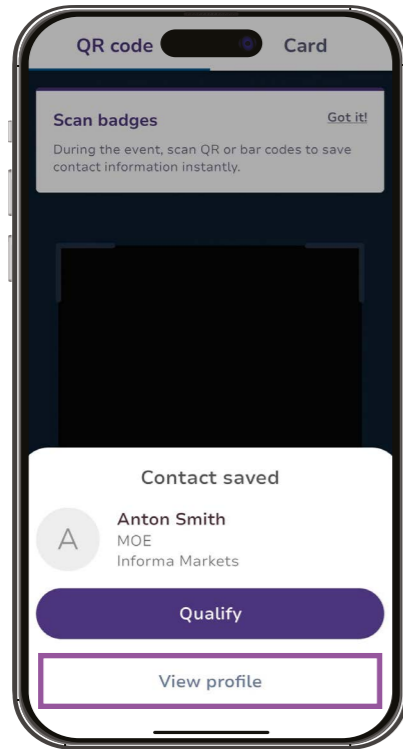 QR code
Card
Scan badges
Got it!
During the event, scan QR or bar codes to save
contact information instantly.
Contact saved
A
Anton Smith
MOE
Informa Markets
Qualify
View profile